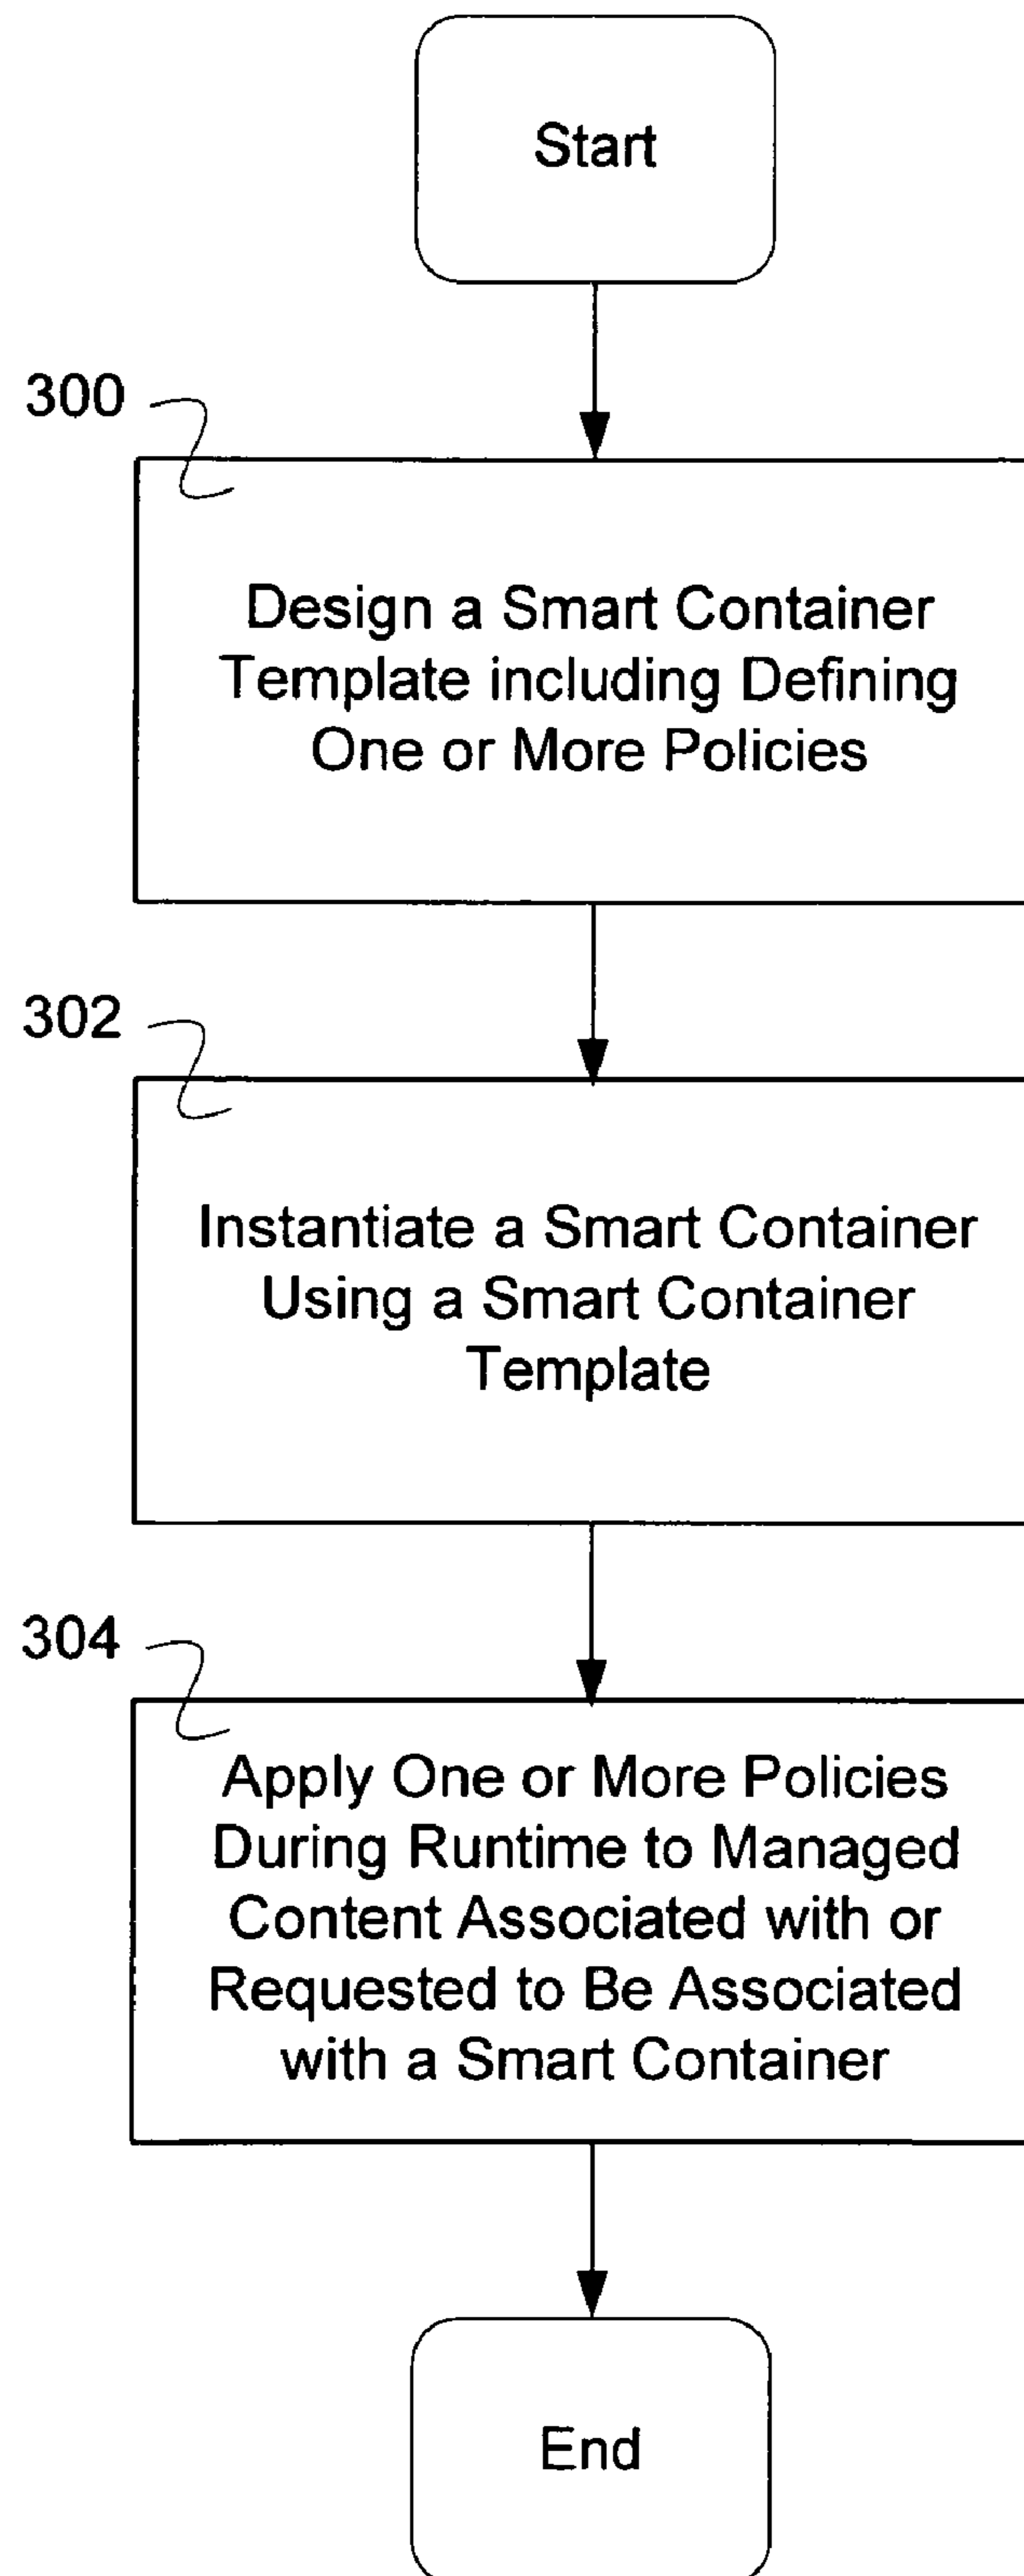 Start
300
Design a Smart Container
Template including Defining
One or More Policies
302
Instantiate a Smart Container
Using a Smart Container
Template
304
Apply One or More Policies
During Runtime to Managed
Content Associated with or
Requested to Be Associated
with a Smart Container
End